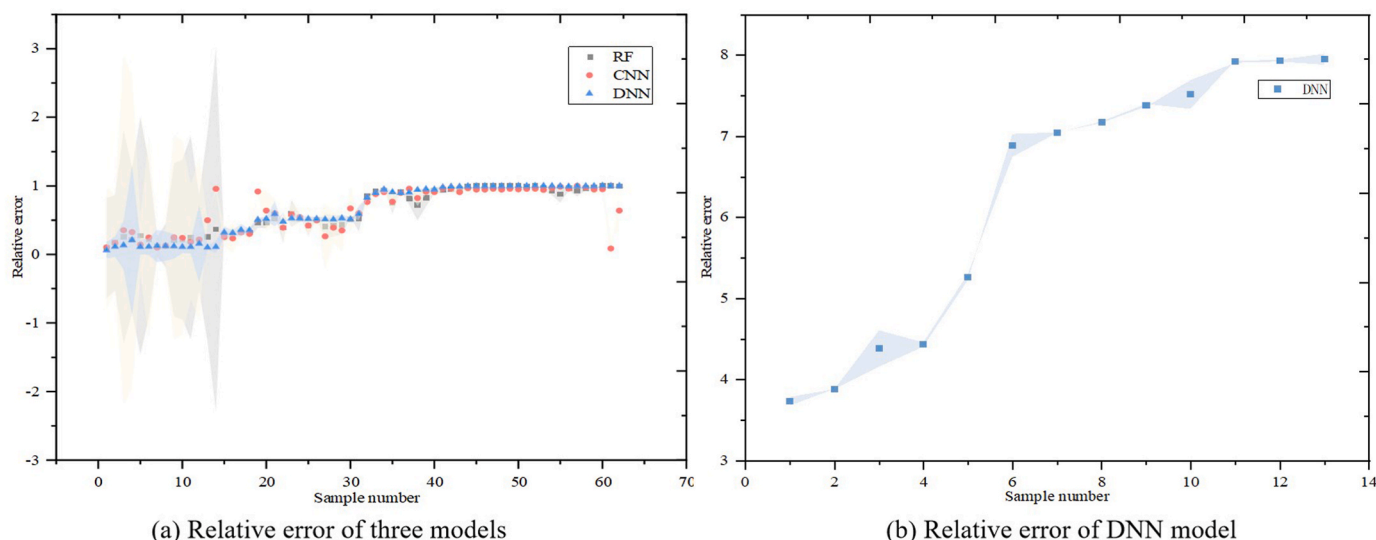 3
2
1
0
-1
-2
-3
Relative error
RF
CNN
DNN
0
10
20
30
40
50
60
70
Sample number
(a) Relative error of three models
8
7
6
5
4
3
Relative error
DNN
0
2
4
6
8
10
12
14
Sample number
(b) Relative error of DNN model